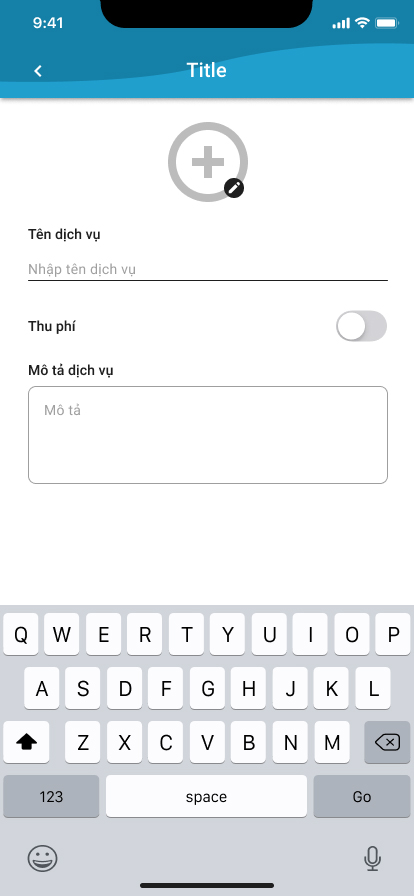 9:41
Title
Tên dịch vụ
Nhập tên dịch vụ
Thu phí
Mô tả dịch vụ
Mô tả
Q W E R T Y U I O P
A S D F G H J K L
Z X C V B N M
123 space Go